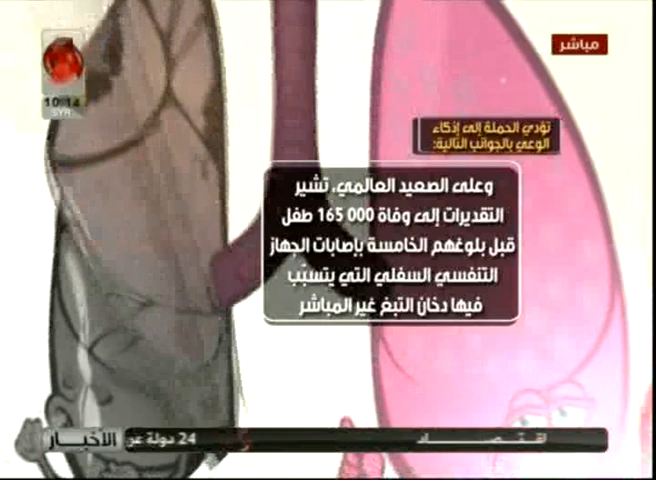 مباشر
10:14
SYR
تؤدي الحملة إلى إذكاء
الوعي بالجوانب التالية:
وعلى الصعيد العالمي، تشير
التقديرات إلى وفاة 165 000 طفل
قبل بلوغهم الخامسة بإصابات الجهاز
التنفسي السفلي التي يتسبّب
فيها دخان التبغ غير المباشر
الأخبار
24 دولة عر
اقتصاد